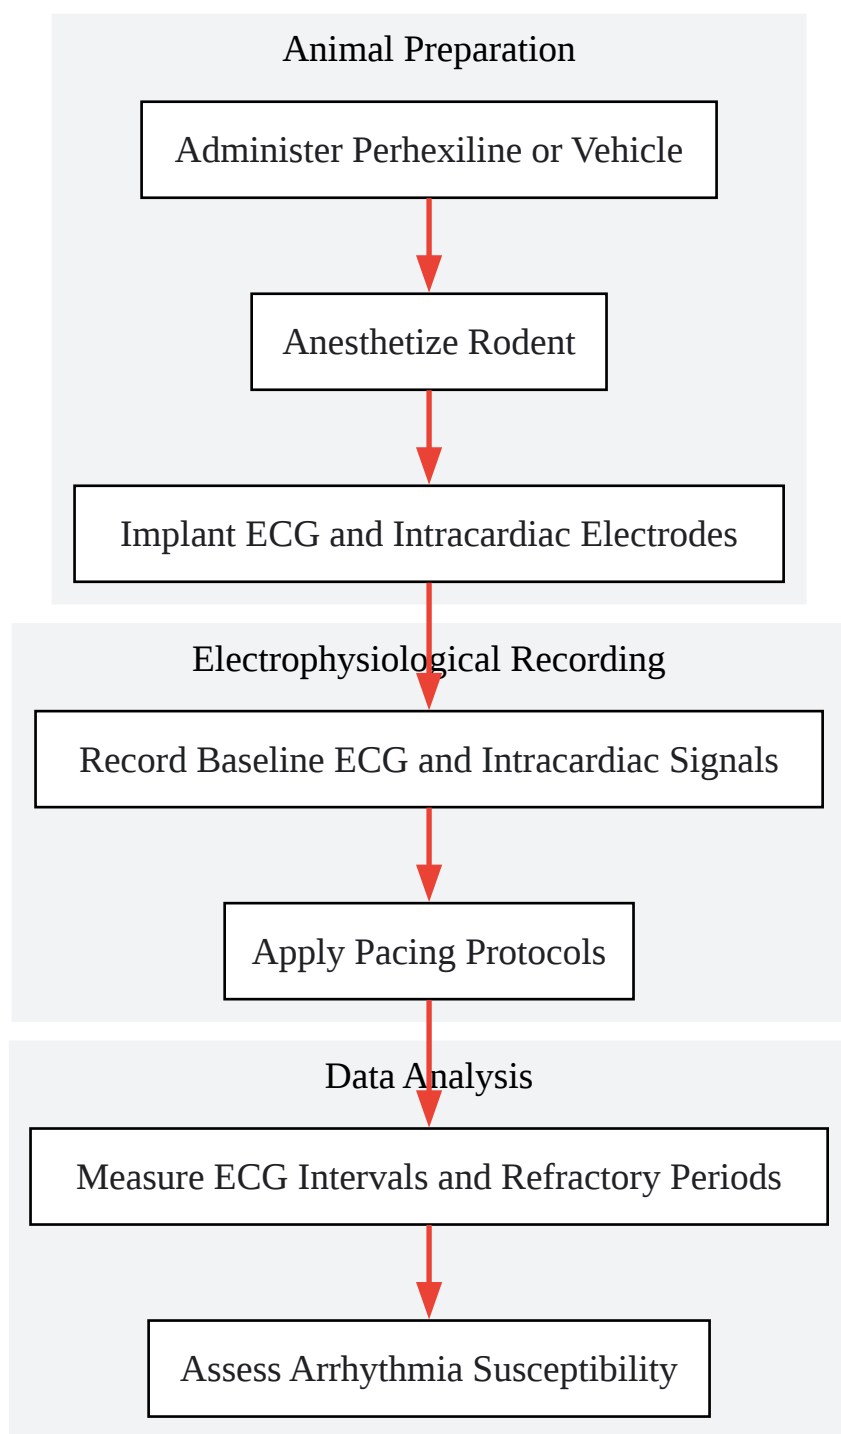 Animal Preparation
Administer Perhexiline or Vehicle
Anesthetize Rodent
Implant ECG and Intracardiac Electrodes
Electrophysiological Recording
Record Baseline ECG and Intracardiac Signals
Apply Pacing Protocols
Data Analysis
Measure ECG Intervals and Refractory Periods
Assess Arrhythmia Susceptibility